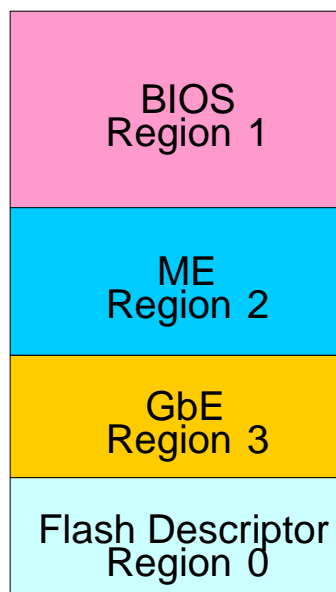 BIOS
Region 1
ME
Region 2
GbE
Region 3
Flash Descriptor
Region 0